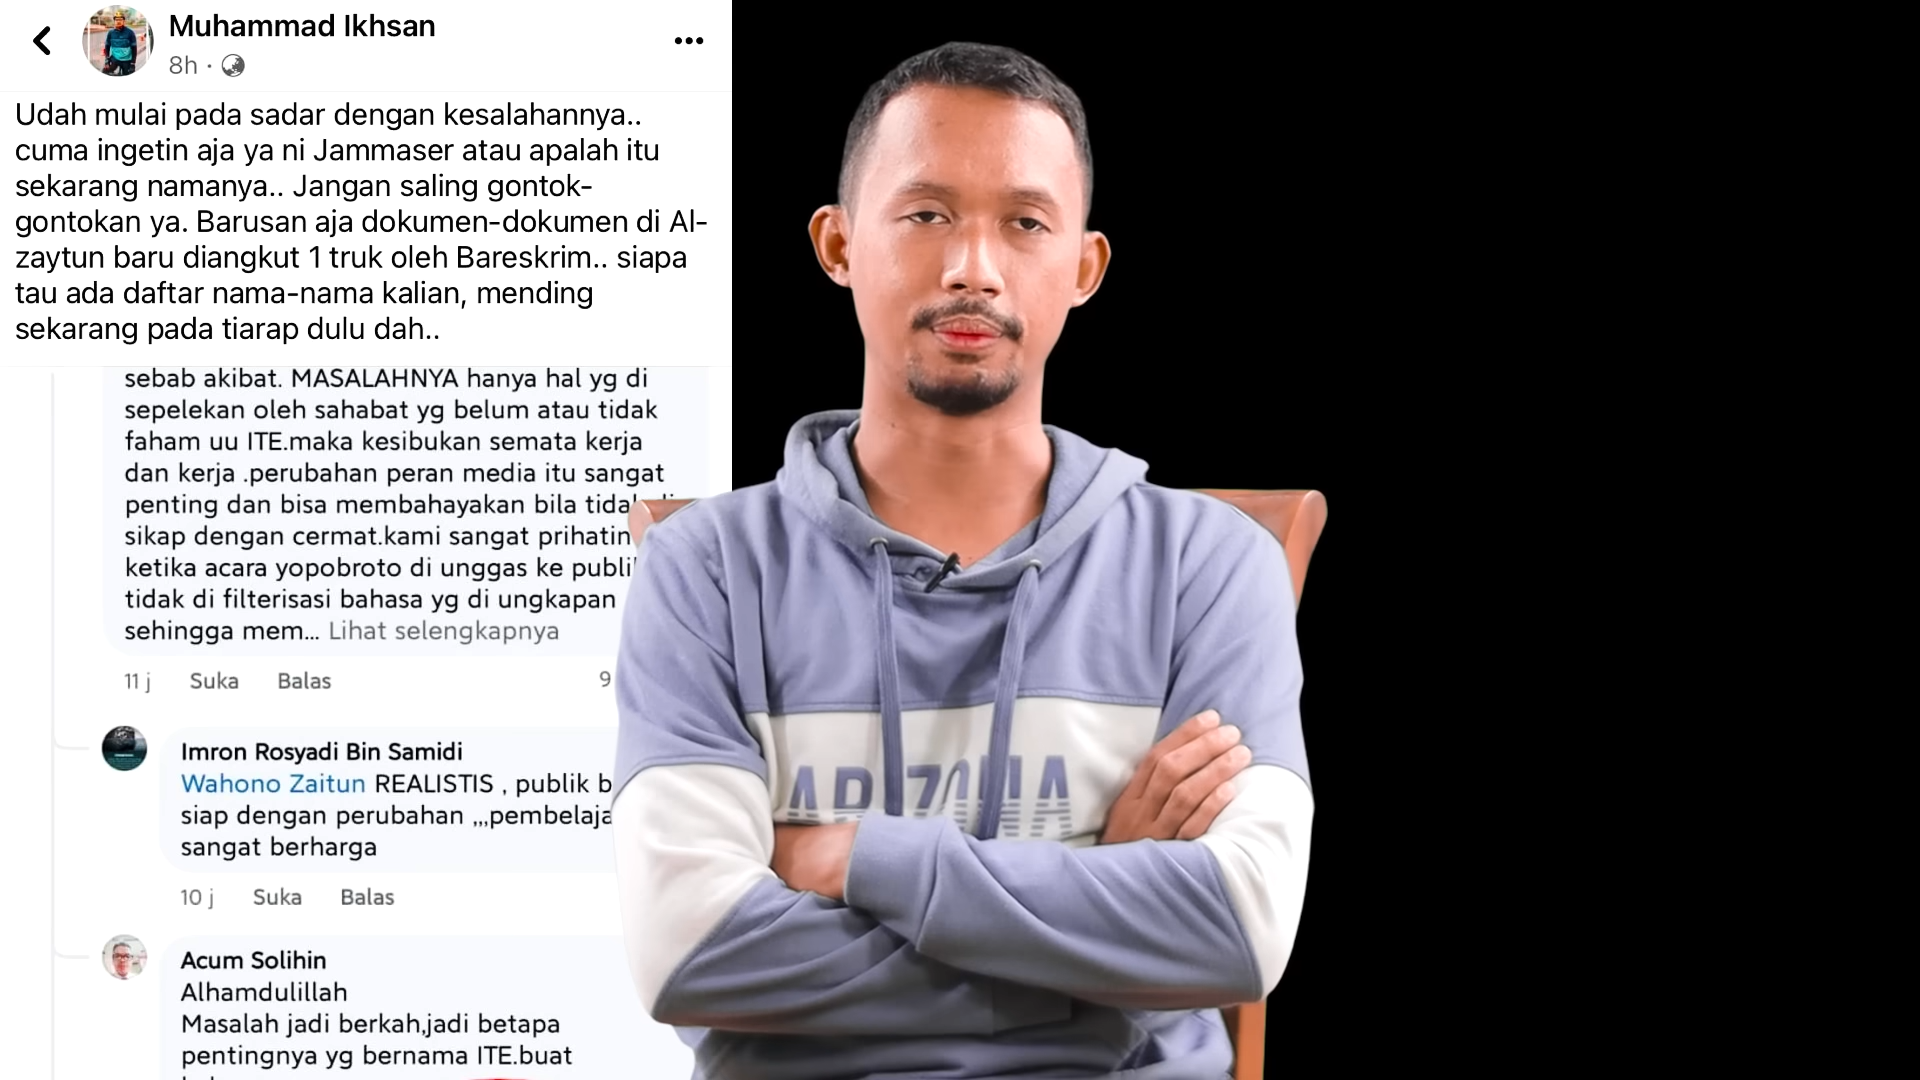 Muhammad Ikhsan
8h ·
Udah mulai pada sadar dengan kesalahannya..
cuma ingetin aja ya ni Jammaser atau apalah itu
sekarang namanya.. Jangan saling gontok-
gontokan ya. Barusan aja dokumen-dokumen di Al-
zaytun baru diangkut 1 truk oleh Bareskrim.. siapa
tau ada daftar nama-nama kalian, mending
sekarang pada tiarap dulu dah..
sebab akibat. MASALAHNYA hanya hal yg di
sepelekan oleh sahabat yg belum atau tidak
faham uu ITE.maka kesibukan semata kerja
dan kerja .perubahan peran media itu sangat
penting dan bisa membahayakan bila
sikap dengan cermat.kami sangat prihatin
ketika acara yopobroto di unggas ke
tidak di filterisasi bahasa yg di ungkapan
sehingga mem... Lihat selengkapnya
11 j Suka Balas 9
Imron Rosyadi Bin Samidi
Wahono Zaitun REALISTIS , publik
siap dengan perubahan ,,,
sangat berharga
10 j Suka Balas
Acum Solihin
Alhamdulillah
Masalah jadi berkah,jadi betapa
pentingnya yg bernama ITE.buat
ARIZONA